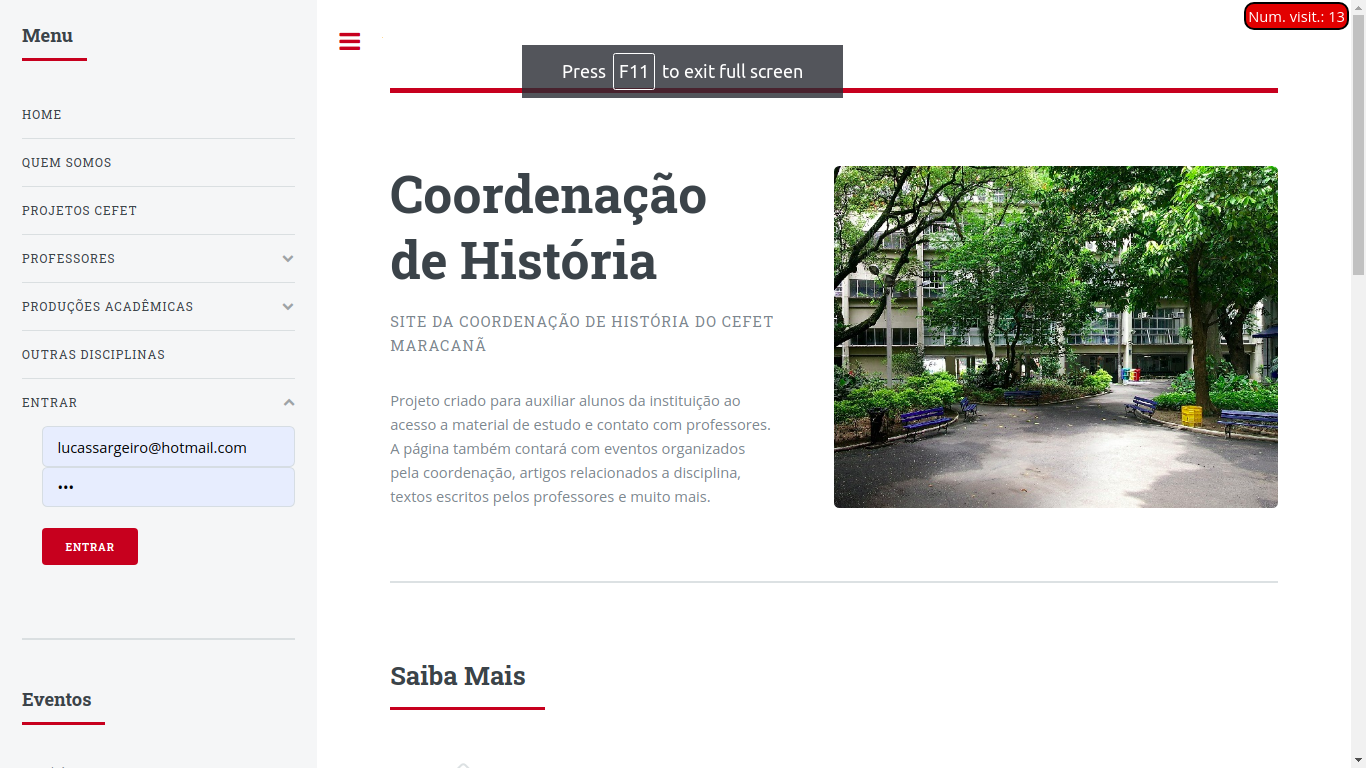 Menu
HOME
QUEM SOMOS
PROJETOS CEFET
PROFESSORES
PRODUÇÕES ACADÊMICAS
OUTRAS DISCIPLINAS
ENTRAR
lucassargeiro@hotmail.com
•••
ENTRAR
Eventos
Num. visit.: 13
Press F11 to exit full screen
Coordenação
de História
SITE DA COORDENAÇÃO DE HISTÓRIA DO CEFET
MARACANÃ
Projeto criado para auxiliar alunos da instituição ao
acesso a material de estudo e contato com professores.
A página também contará com eventos organizados
pela coordenação, artigos relacionados a disciplina,
textos escritos pelos professores e muito mais.
Saiba Mais